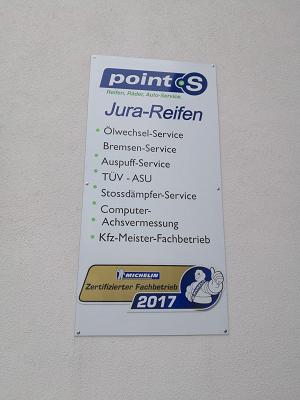 point S
Reifen, Räder, Auto-Service.
Jura-Reifen
Ölwechsel-Service
Bremsen-Service
Auspuff-Service
TÜV - ASU
Stossdämpfer-Service
Computer-
Achsvermessung
Kfz-Meister-Fachbetrieb
MICHELIN
Zertifizierter Fachbetrieb
2017